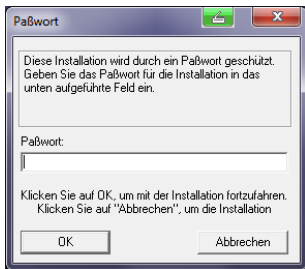 Paßwort
Diese Installation wird durch ein Paßwort geschützt.
Geben Sie das Paßwort für die Installation in das
unten aufgeführte Feld ein.
Paßwort:
Klicken Sie auf OK, um mit der Installation fortzufahren.
Klicken Sie auf "Abbrechen", um die Installation
OK
Abbrechen